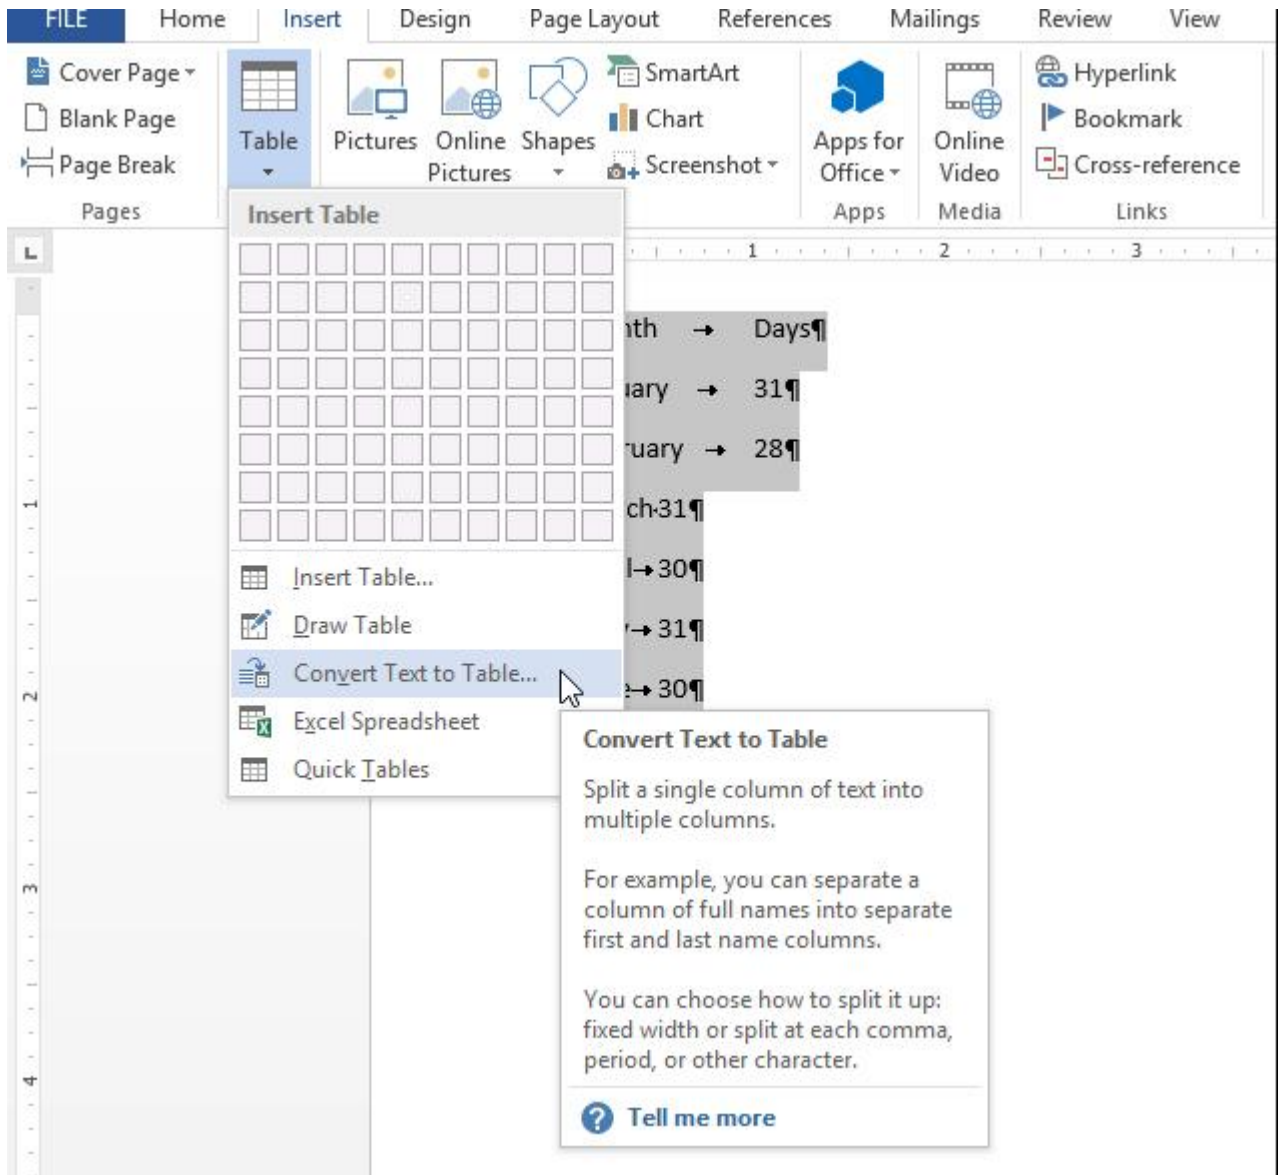 FILE Home Insert Design Page Layout References Mailings Review View
Cover Page
Blank Page
Page Break
Pages
Table
Pictures
Online
Pictures
Shapes
SmartArt
Chart
Screenshot
Apps for
Office
Apps
Online
Video
Media
Hyperlink
Bookmark
Cross-reference
Links
Insert Table
L
1 2 3
nth → Days¶
uary → 31¶
ruary → 28¶
ch 31¶
l→30¶
→31¶
e→30¶
1
2
3
4
Insert Table...
Draw Table
Convert Text to Table...
Excel Spreadsheet
Quick Tables
Convert Text to Table
Split a single column of text into
multiple columns.
For example, you can separate a
column of full names into separate
first and last name columns.
You can choose how to split it up:
fixed width or split at each comma,
period, or other character.
? Tell me more